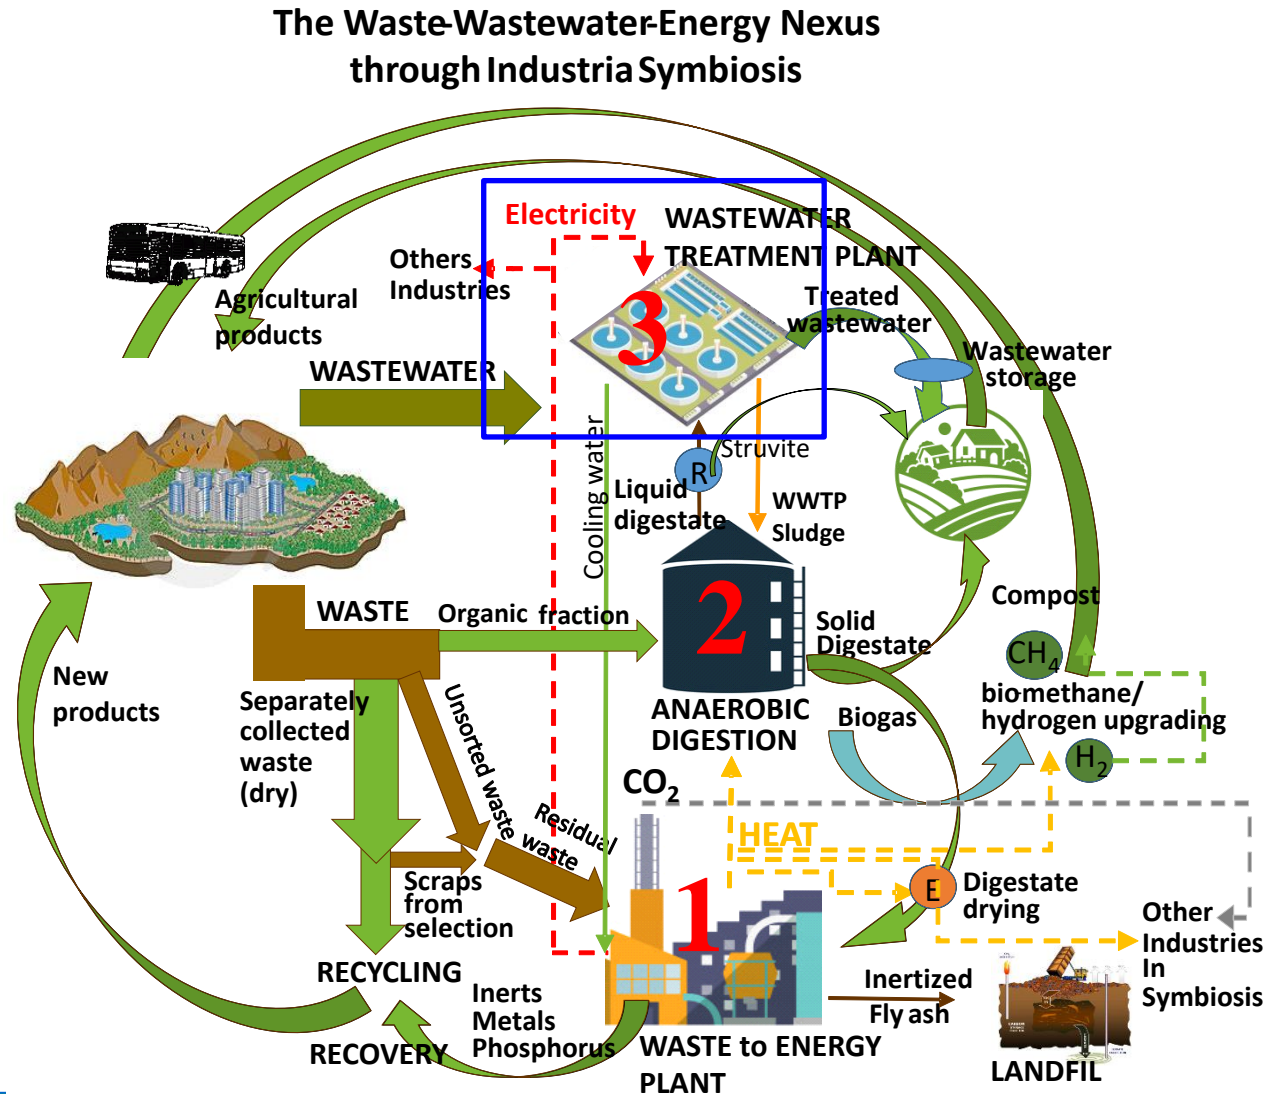 The Waste-Wastewater-Energy Nexus
through Industria Symbiosis
Electricity
WASTEWATER
TREATMENT PLANT
Others
Industries
Agricultural
products
Treated
wastewater
3
WASTEWATER
Wastewater
storage
Cooling water
Struvite
R
Liquid
digestate
WWTP
Sludge
WASTE
Organic fraction
2
Solid
Digestate
Compost
CH4
New
products
Separately
collected
waste
(dry)
Unsorted waste
ANAEROBIC
DIGESTION
Biogas
bio-methane/
hydrogen upgrading
H2
CO2
Residual
waste
HEAT
1
E
Digestate
drying
Scraps
from
selection
Other
Industries
In
Symbiosis
RECYCLING
Inerts
Metals
Phosphorus
RECOVERY
Inertized
Fly ash
WASTE to ENERGY
PLANT
LANDFIL